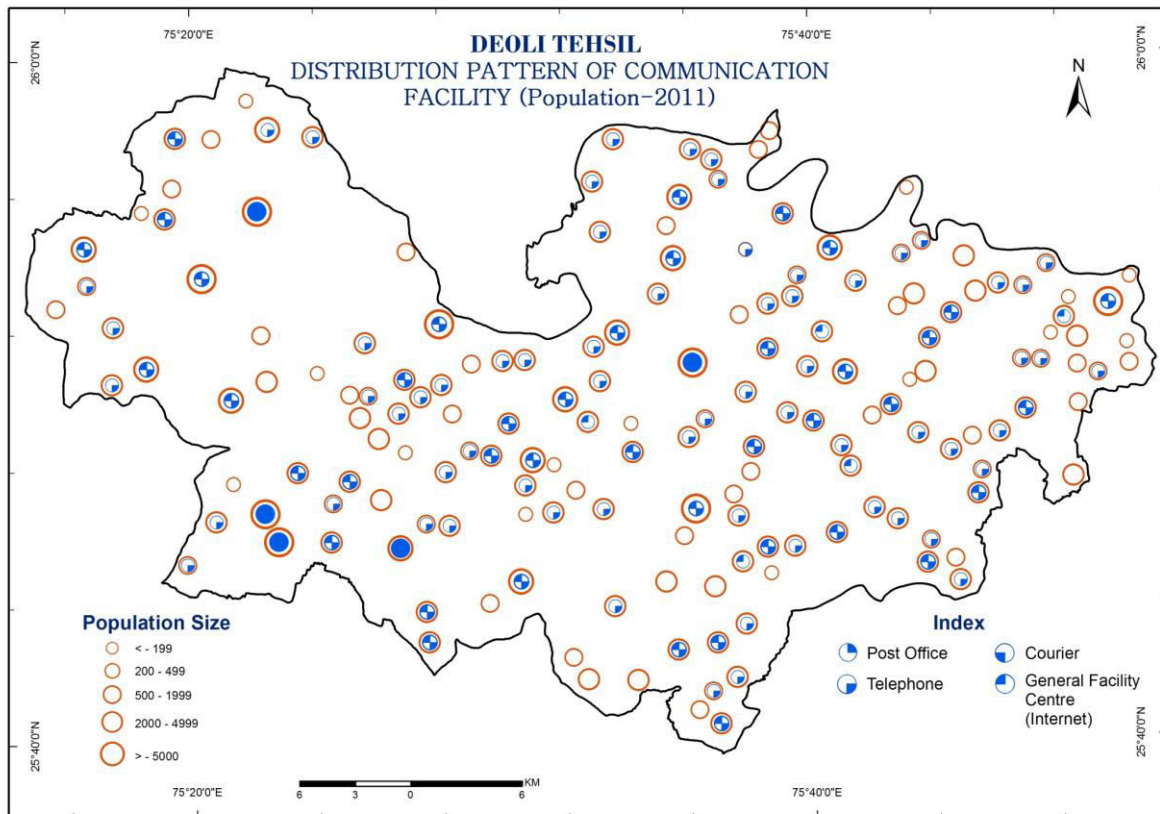 75°20'0"E
75°40'0"E
26°0'0"N
26°0'0"N
DEOLI TEHSIL
DISTRIBUTION PATTERN OF COMMUNICATION
FACILITY (Population-2011)
N
Population Size
< - 199
200 - 499
500 - 1999
2000 - 4999
> - 5000
Index
Post Office
Telephone
Courier
General Facility
Centre
(Internet)
25°40'0"N
25°40'0"N
6 3 0 6
KM
75°20'0"E
75°40'0"E